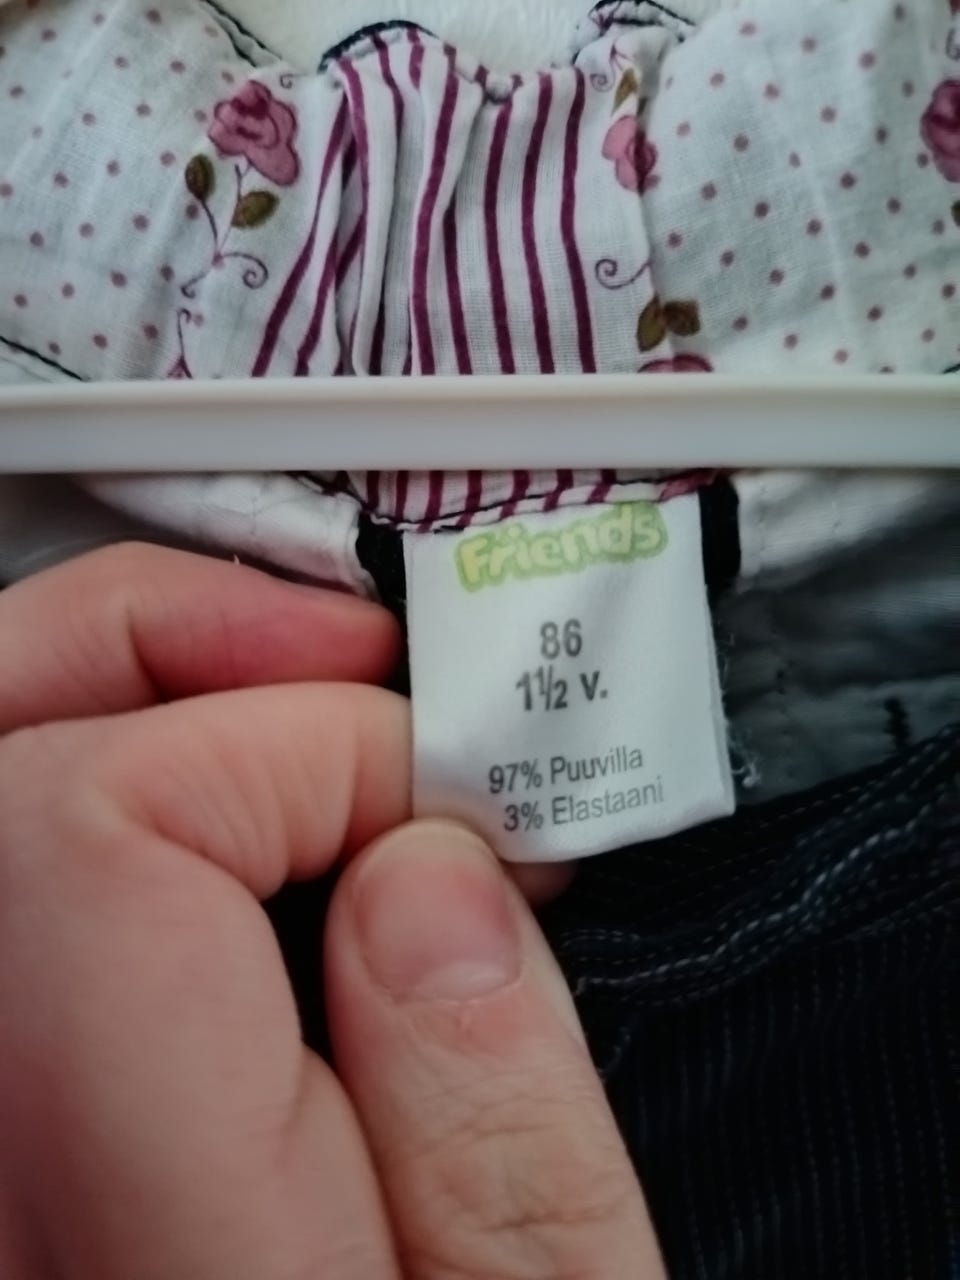 Friends
86
1½ v.
97% Puuvilla
3% Elastaani